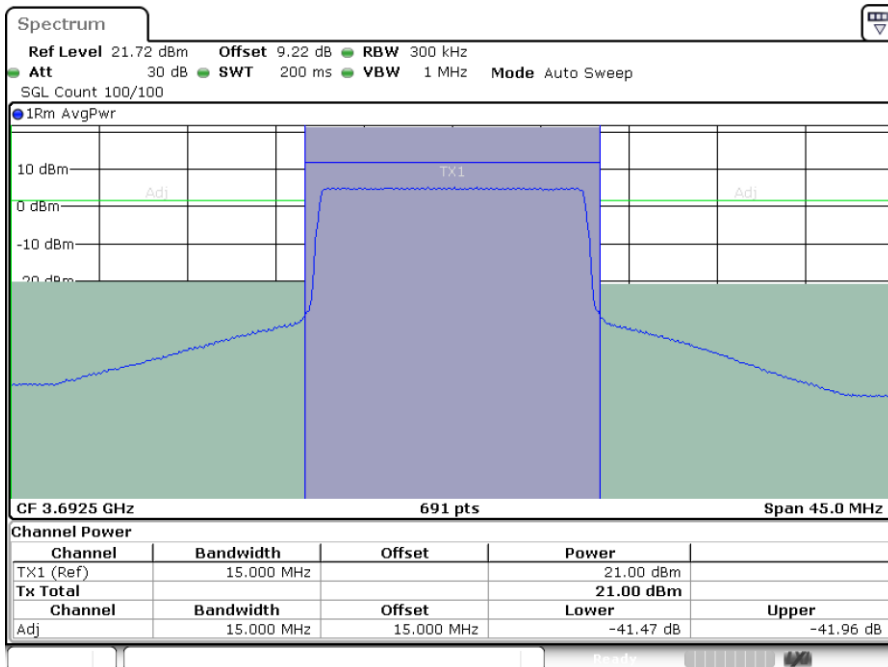 Spectrum
Ref Level 21.72 dBm Offset 9.22 dB RBW 300 kHz
Att 30 dB SWT 200 ms VBW 1 MHz Mode Auto Sweep
SGL Count 100/100
1Rm AvgPwr
10 dBm
TX1
Adj Adj
0 dBm
-10 dBm
-20 dBm
CF 3.6925 GHz 691 pts Span 45.0 MHz
Channel Power
Channel Bandwidth Offset Power
TX1 (Ref) 15.000 MHz 21.00 dBm
Tx Total 21.00 dBm
Channel Bandwidth Offset Lower Upper
Adj 15.000 MHz 15.000 MHz -41.47 dB -41.96 dB
Ready